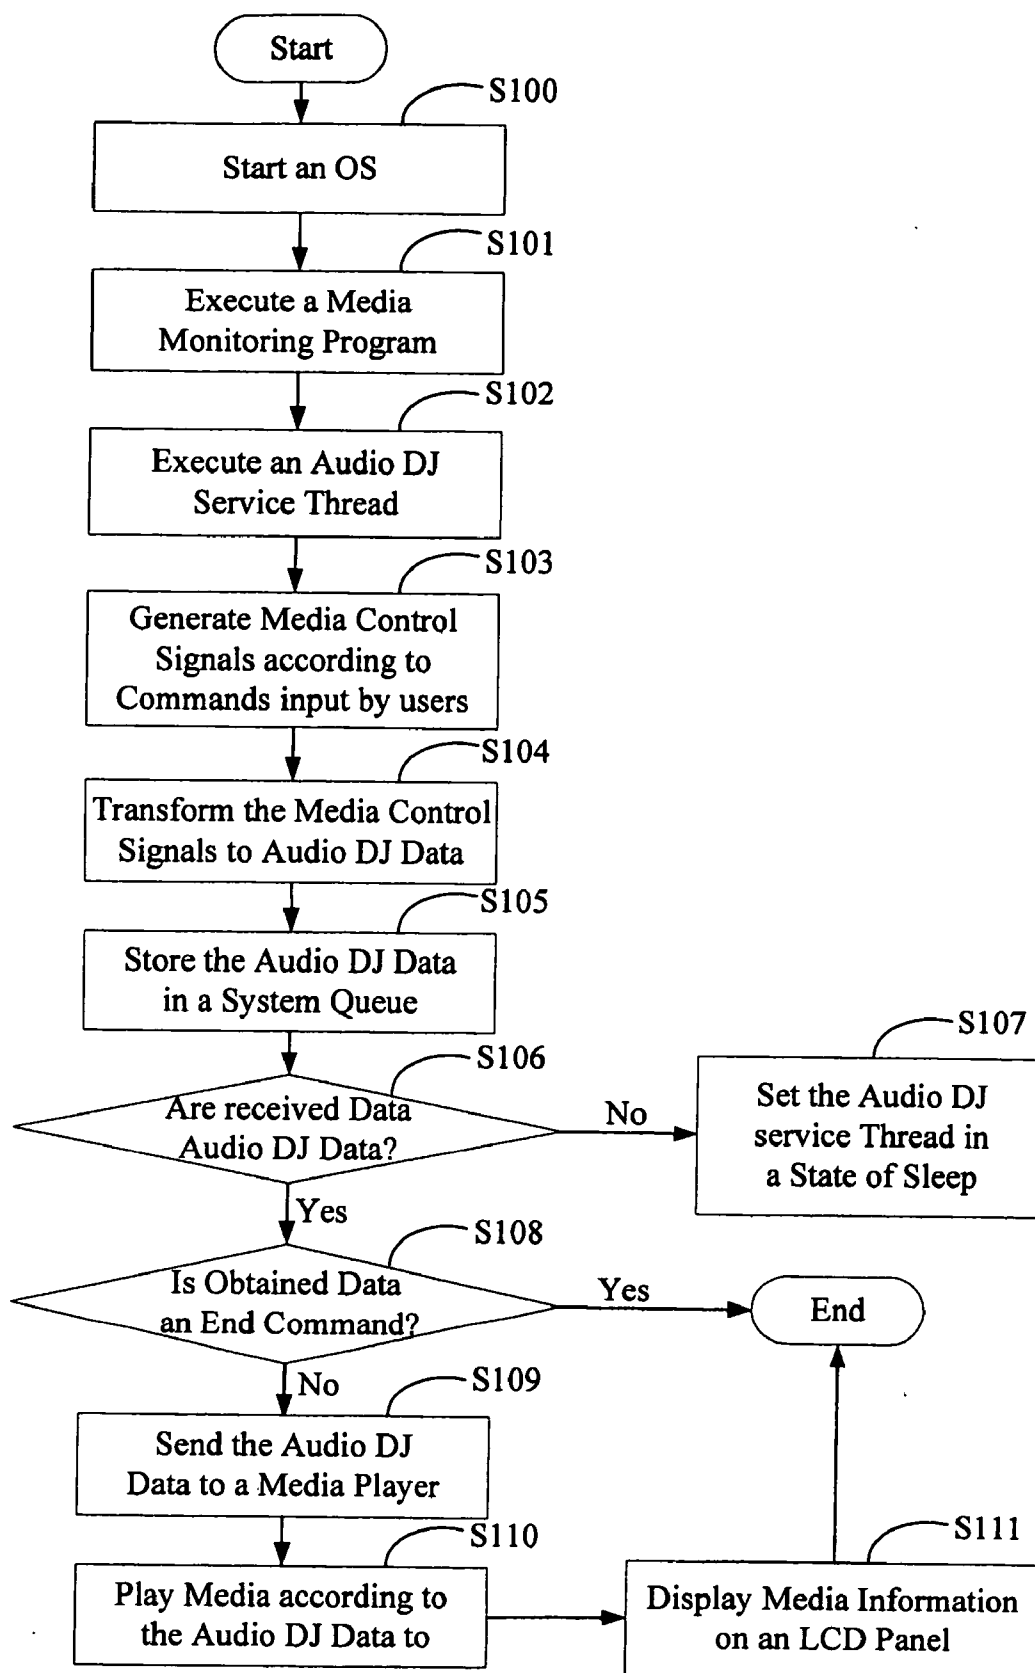 Start
S100
Start an OS
S101
Execute a Media
Monitoring Program
S102
Execute an Audio DJ
Service Thread
S103
Generate Media Control
Signals according to
Commands input by users
S104
Transform the Media Control
Signals to Audio DJ Data
S105
Store the Audio DJ Data
in a System Queue
S106
Are received Data
Audio DJ Data?
No
S107
Set the Audio DJ
service Thread in
a State of Sleep
Yes
S108
Is Obtained Data
an End Command?
Yes
End
No
S109
Send the Audio DJ
Data to a Media Player
S110
Play Media according to
the Audio DJ Data to
S111
Display Media Information
on an LCD Panel